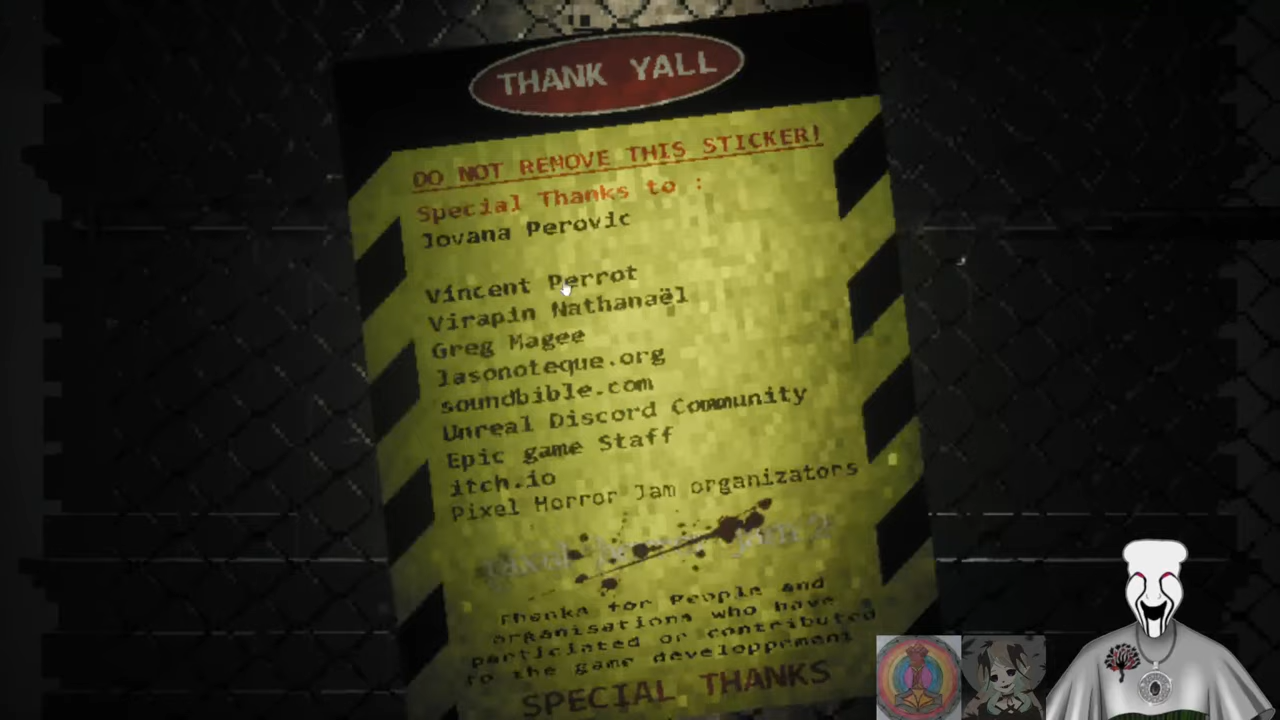 THANK YALL
DO NOT REMOVE THIS STICKER!
Special Thanks to :
Jovana Perovic
Vincent Perrot
Virapin Nathanaël
Greg Magee
lasonoteque.org
soundbible.com
Unreal Discord Community
Epic game Staff
itch.io
Pixel Horror Jam organizators
Thanks for People and
organisations who have
particiated or contributed
to the game developpement
SPECIAL THANKS